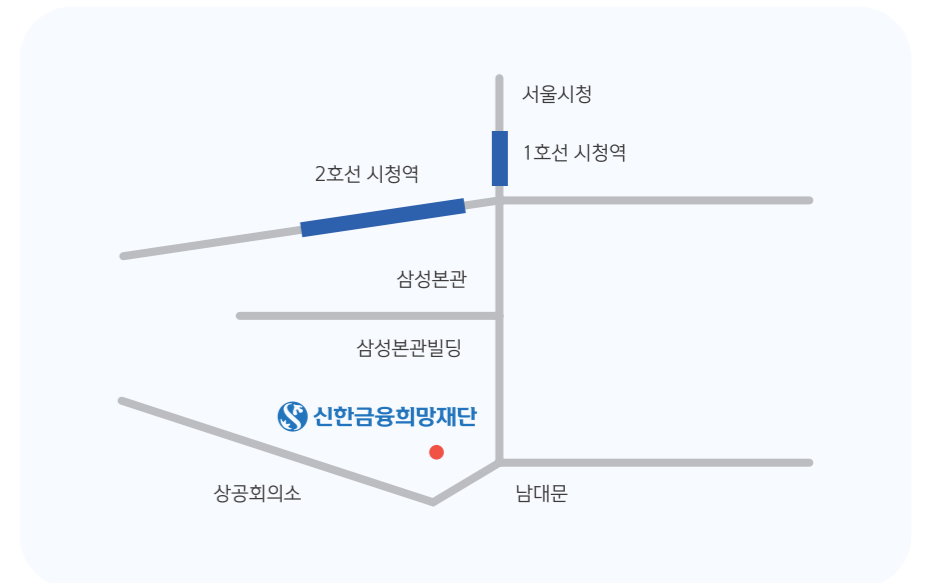 서울시청
1호선 시청역
2호선 시청역
삼성본관
삼성본관빌딩
신한금융희망재단
상공회의소
남대문